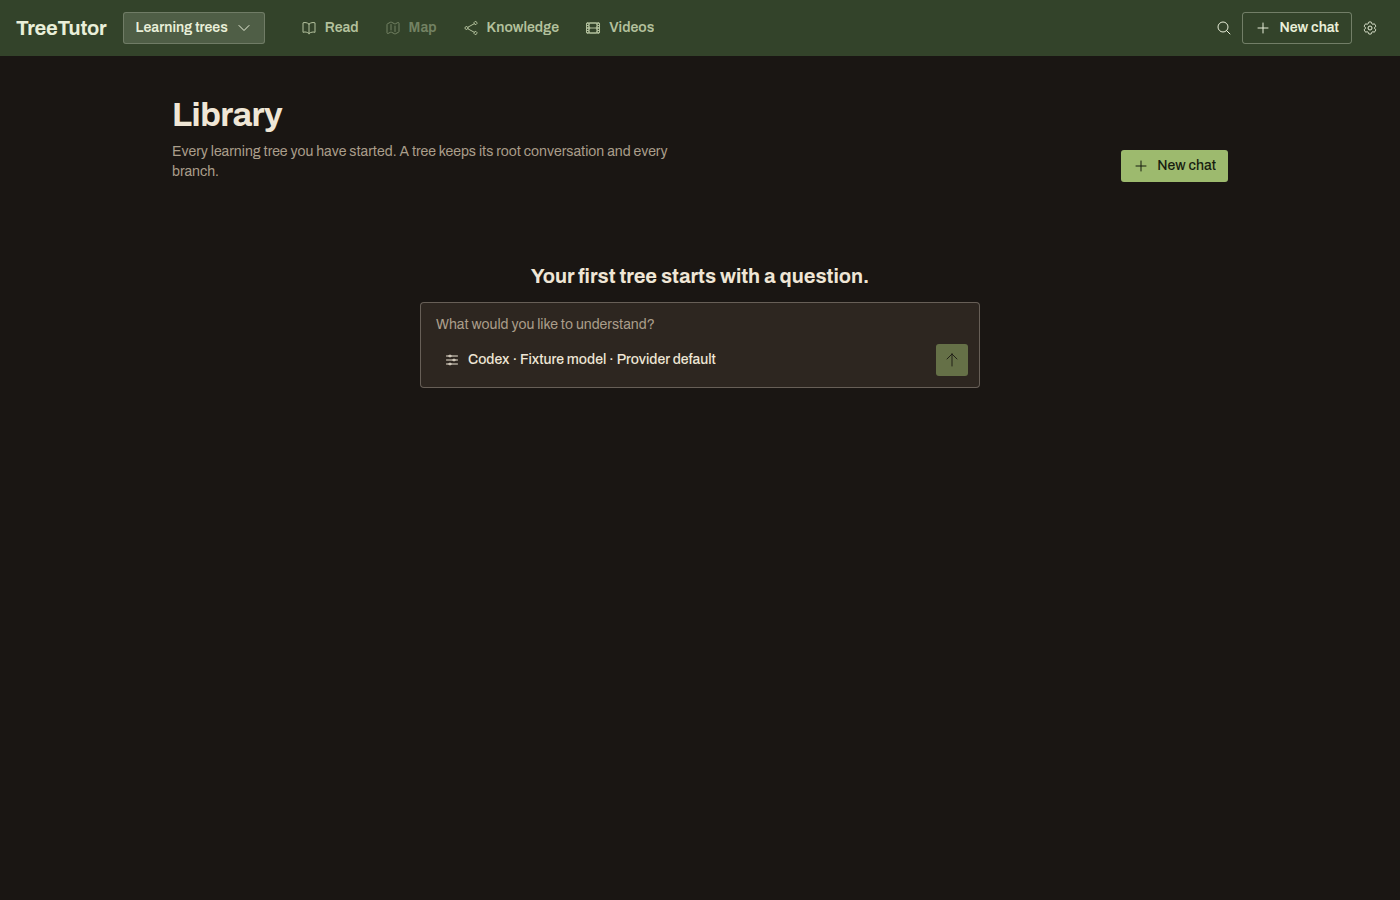 TreeTutor
Learning trees
Read
Map
Knowledge
Videos
New chat
Library
Every learning tree you have started. A tree keeps its root conversation and every
branch.
New chat
Your first tree starts with a question.
What would you like to understand?
Codex · Fixture model · Provider default